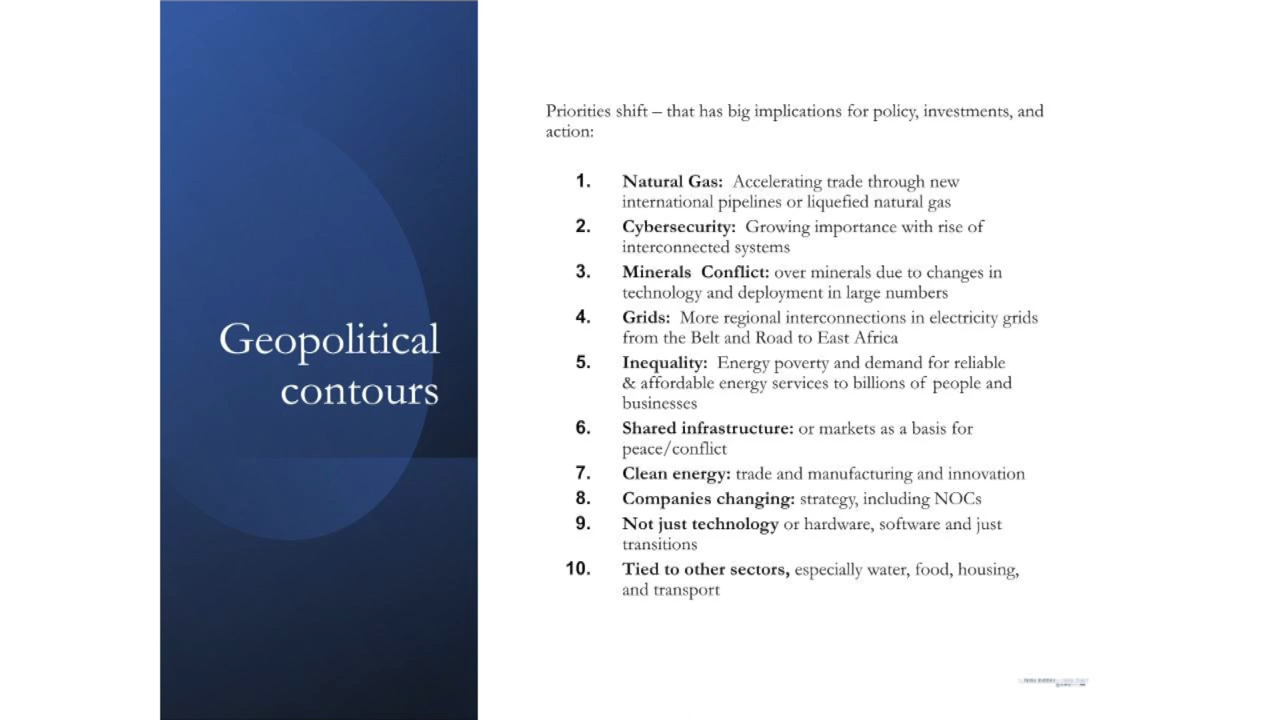 Geopolitical
contours
Priorities shift – that has big implications for policy, investments, and
action:
1. Natural Gas: Accelerating trade through new
international pipelines or liquefied natural gas
2. Cybersecurity: Growing importance with rise of
interconnected systems
3. Minerals Conflict: over minerals due to changes in
technology and deployment in large numbers
4. Grids: More regional interconnections in electricity grids
from the Belt and Road to East Africa
5. Inequality: Energy poverty and demand for reliable
& affordable energy services to billions of people and
businesses
6. Shared infrastructure: or markets as a basis for
peace/conflict
7. Clean energy: trade and manufacturing and innovation
8. Companies changing: strategy, including NOCs
9. Not just technology or hardware, software and just
transitions
10. Tied to other sectors, especially water, food, housing,
and transport